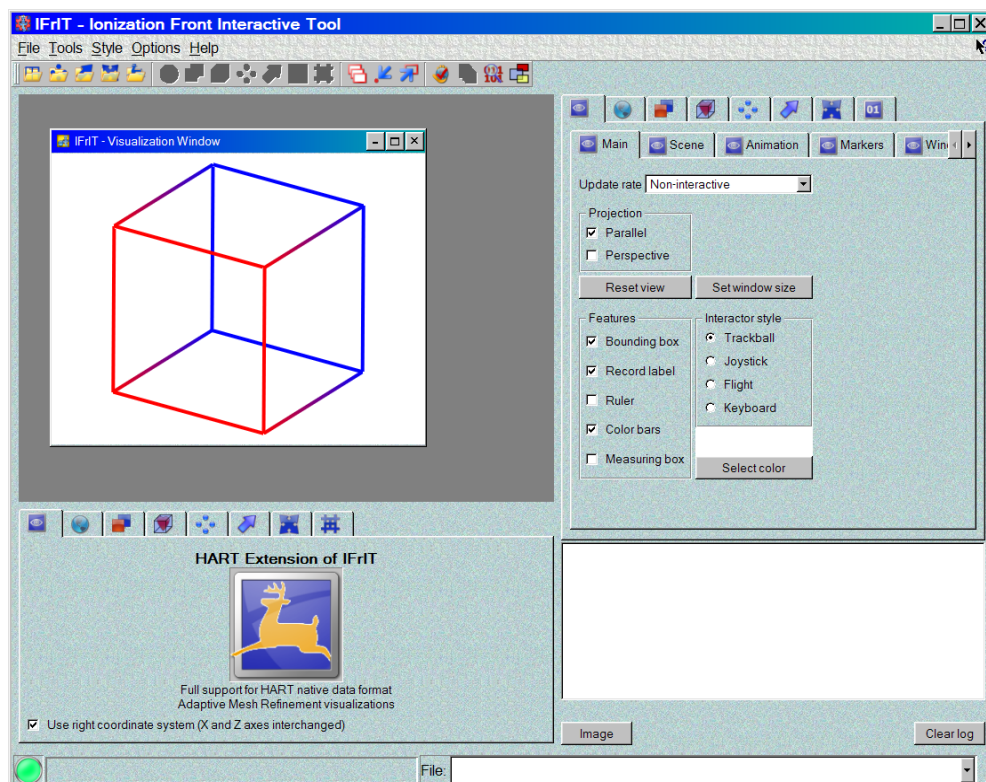 IFrIT - Ionization Front Interactive Tool
File Tools Style Options Help
IFrIT - Visualization Window
01
Main Scene Animation Markers
Update rate Non-interactive
Projection
Parallel
Perspective
Reset view Set window size
Features Interactor style
Bounding box Trackball
Record label Joystick
Ruler Flight
Color bars Keyboard
Measuring box Select color
HART Extension of IFrIT
Full support for HART native data format
Adaptive Mesh Refinement visualizations
Use right coordinate system (X and Z axes interchanged)
Image Clear log
File: